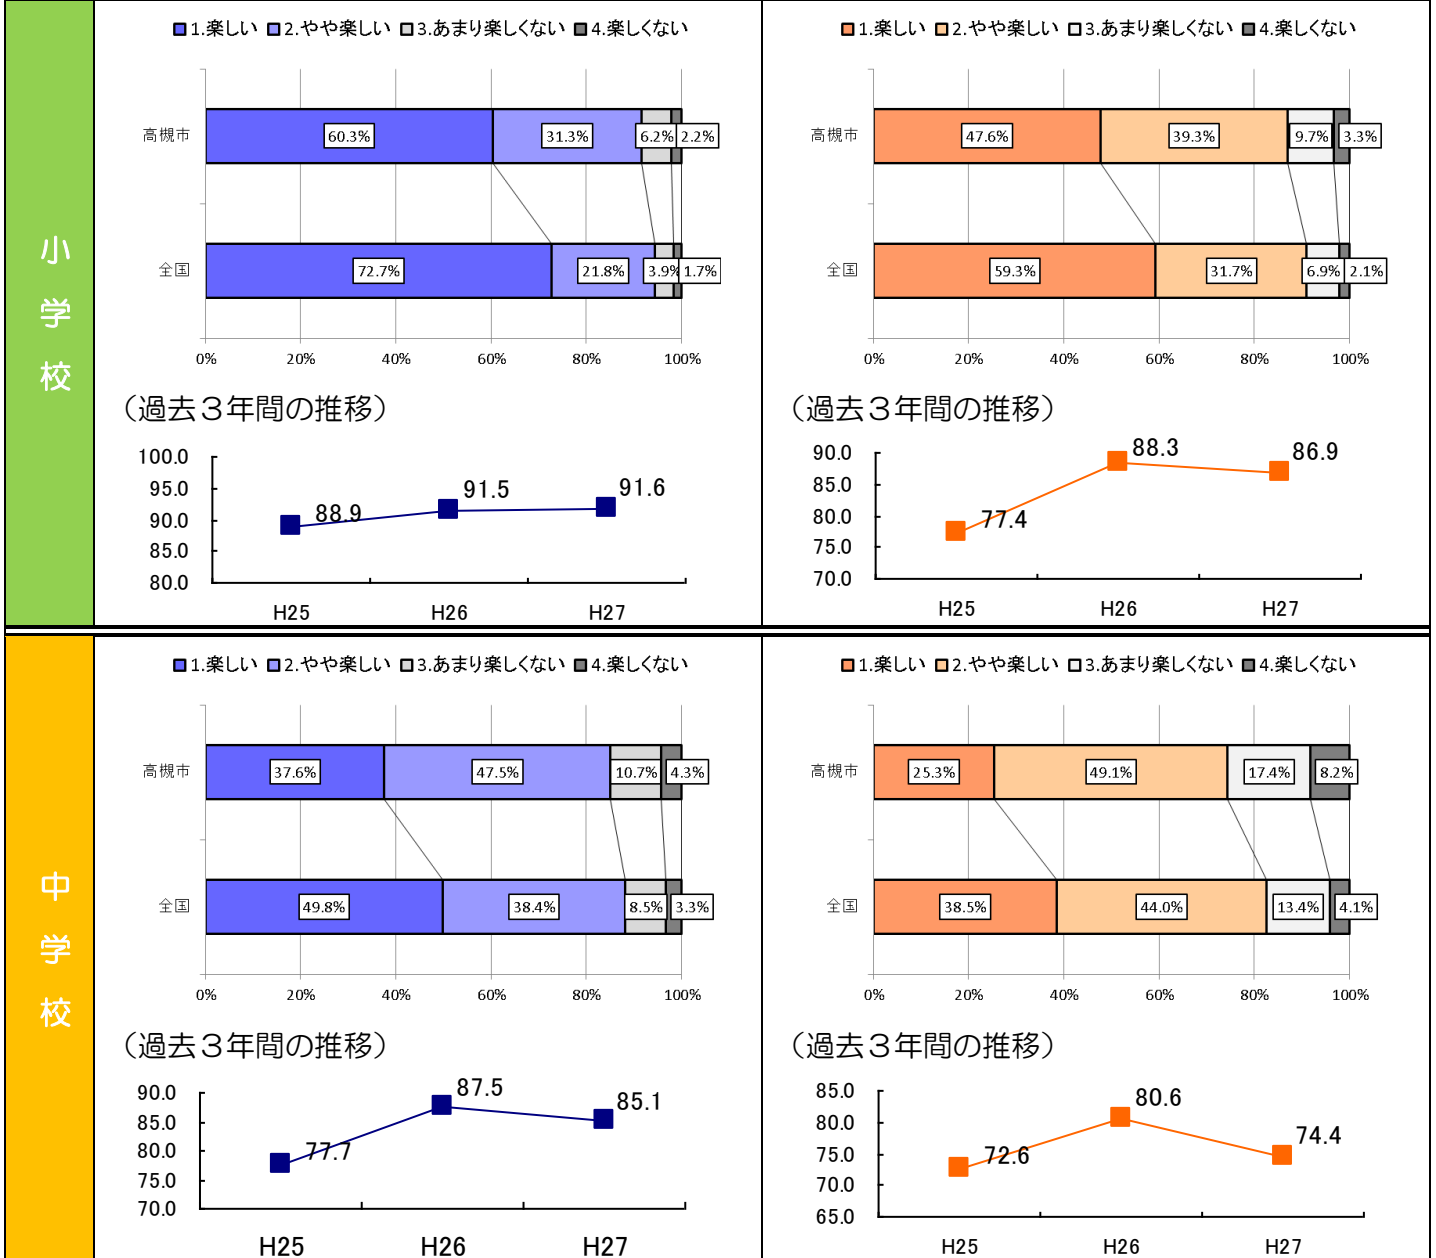 小学校
1.楽しい 2.やや楽しい 3.あまり楽しくない 4.楽しくない
高槻市 60.3% 31.3% 6.2% 2.2%
全国 72.7% 21.8% 3.9% 1.7%
0% 20% 40% 60% 80% 100%
（過去３年間の推移）
100.0
95.0
90.0
85.0
80.0
88.9 91.5 91.6
H25 H26 H27
1.楽しい 2.やや楽しい 3.あまり楽しくない 4.楽しくない
高槻市 47.6% 39.3% 9.7% 3.3%
全国 59.3% 31.7% 6.9% 2.1%
0% 20% 40% 60% 80% 100%
（過去３年間の推移）
90.0
85.0
80.0
75.0
70.0
77.4 88.3 86.9
H25 H26 H27
中学校
1.楽しい 2.やや楽しい 3.あまり楽しくない 4.楽しくない
高槻市 37.6% 47.5% 10.7% 4.3%
全国 49.8% 38.4% 8.5% 3.3%
0% 20% 40% 60% 80% 100%
（過去３年間の推移）
90.0
85.0
80.0
75.0
70.0
77.7 87.5 85.1
H25 H26 H27
1.楽しい 2.やや楽しい 3.あまり楽しくない 4.楽しくない
高槻市 25.3% 49.1% 17.4% 8.2%
全国 38.5% 44.0% 13.4% 4.1%
0% 20% 40% 60% 80% 100%
（過去３年間の推移）
85.0
80.0
75.0
70.0
65.0
72.6 80.6 74.4
H25 H26 H27